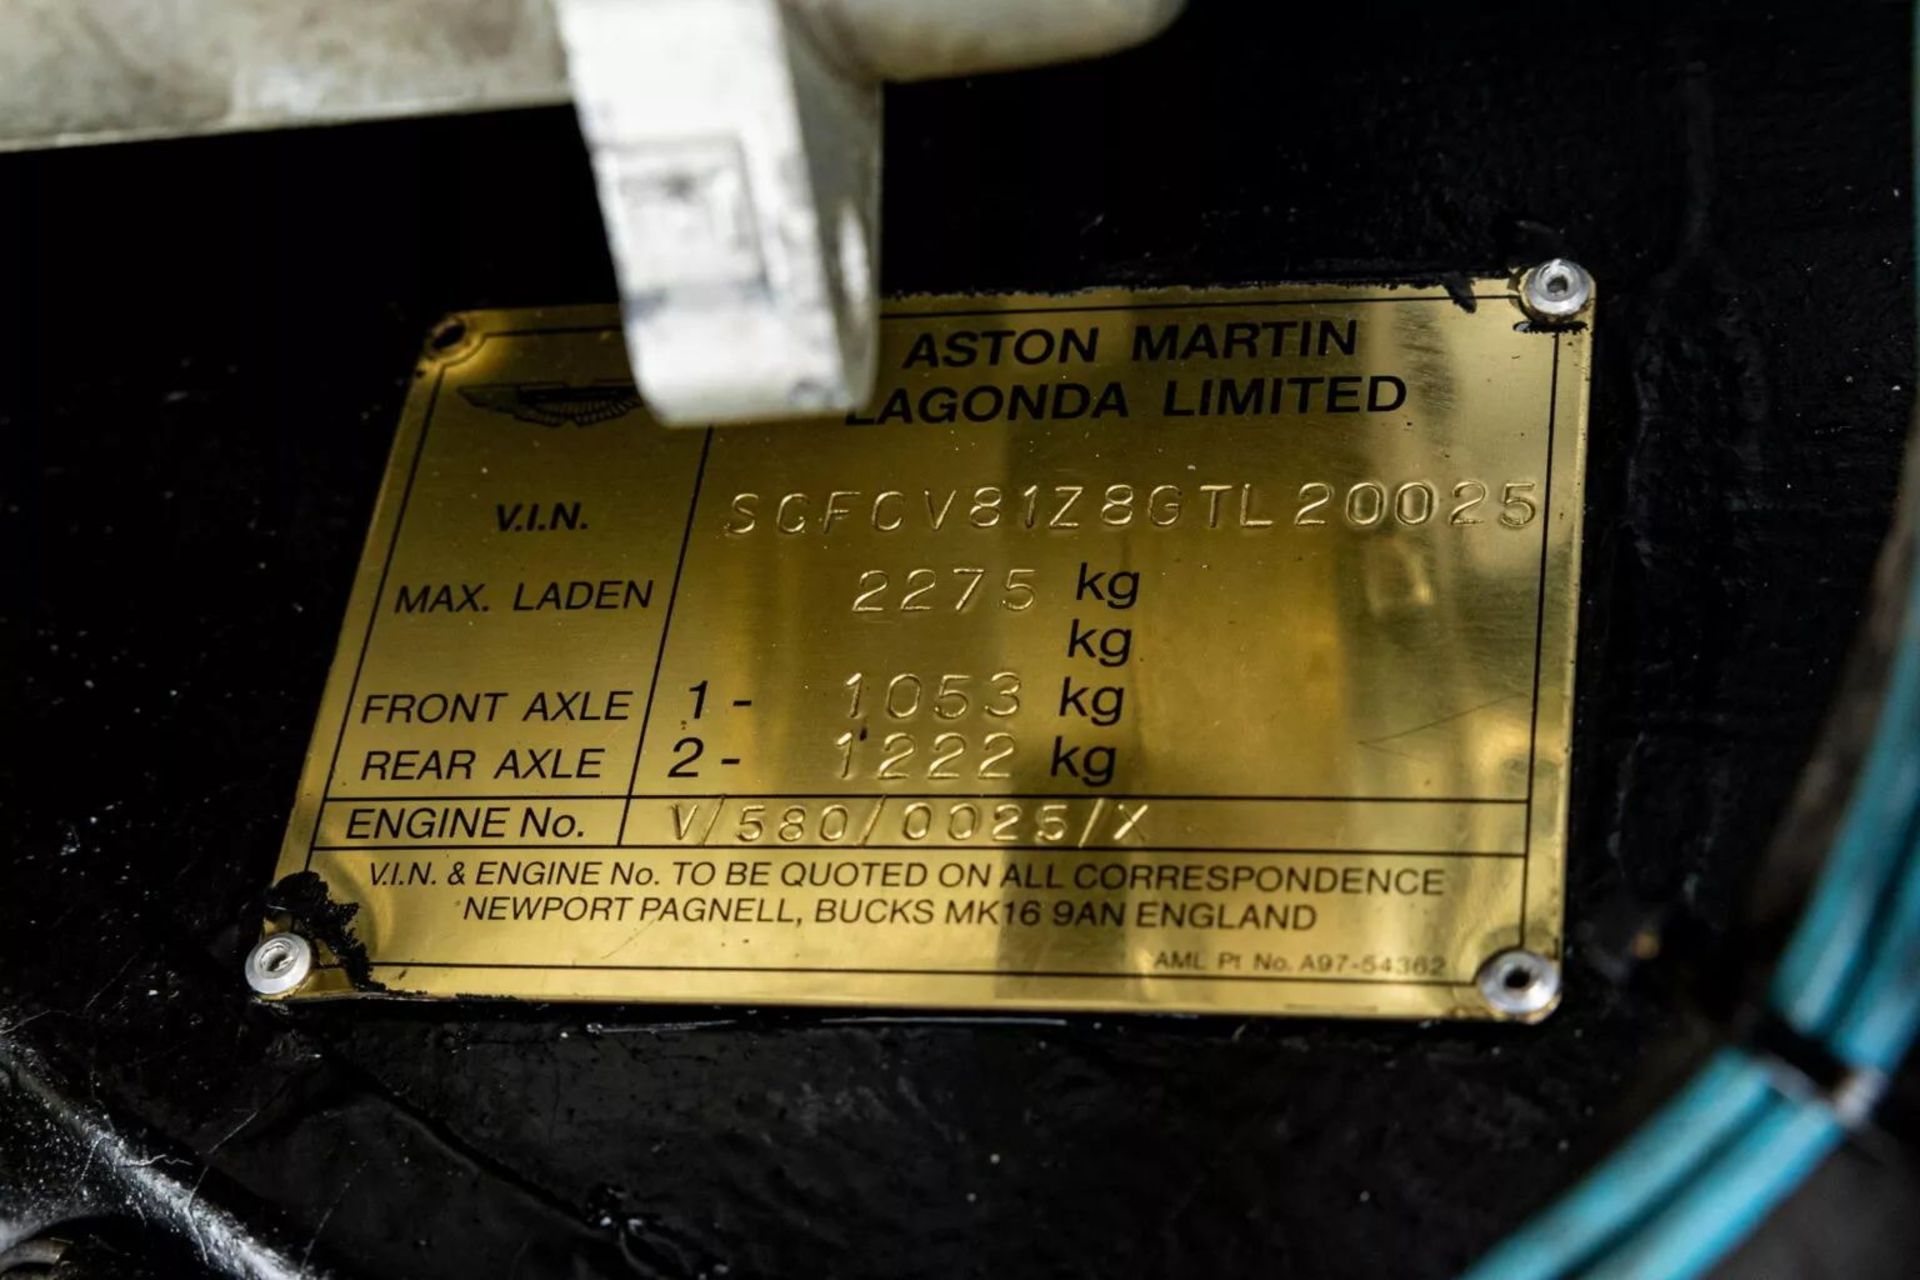 ASTON MARTIN
LAGONDA LIMITED
V.I.N. SCFCV81Z8GTL20025
MAX. LADEN 2275 kg
kg
FRONT AXLE 1- 1053 kg
REAR AXLE 2- 1222 kg
ENGINE No. V/580/0025/X
V.I.N. & ENGINE No. TO BE QUOTED ON ALL CORRESPONDENCE
NEWPORT PAGNELL, BUCKS MK16 9AN ENGLAND
AML Pt No. A97-54362